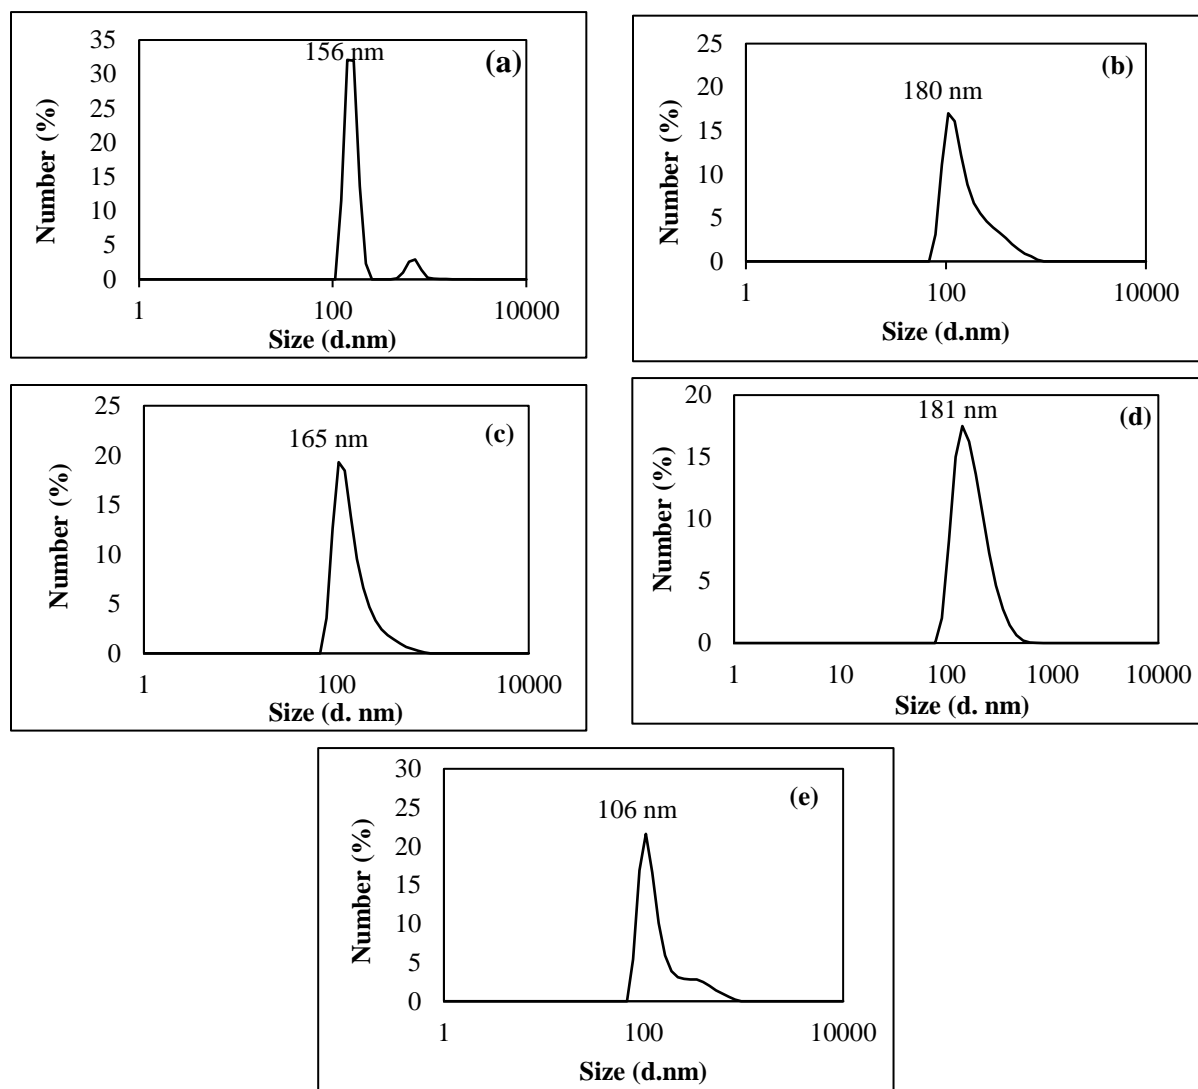 (a)
156 nm
Number (%)
35
30
25
20
15
10
5
0
1
100
10000
Size (d.nm)
(b)
180 nm
Number (%)
25
20
15
10
5
0
1
100
10000
Size (d.nm)
(c)
165 nm
Number (%)
25
20
15
10
5
0
1
100
10000
Size (d. nm)
(d)
181 nm
Number (%)
20
15
10
5
0
1
10
100
1000
10000
Size (d. nm)
(e)
106 nm
Number (%)
30
25
20
15
10
5
0
1
100
10000
Size (d.nm)